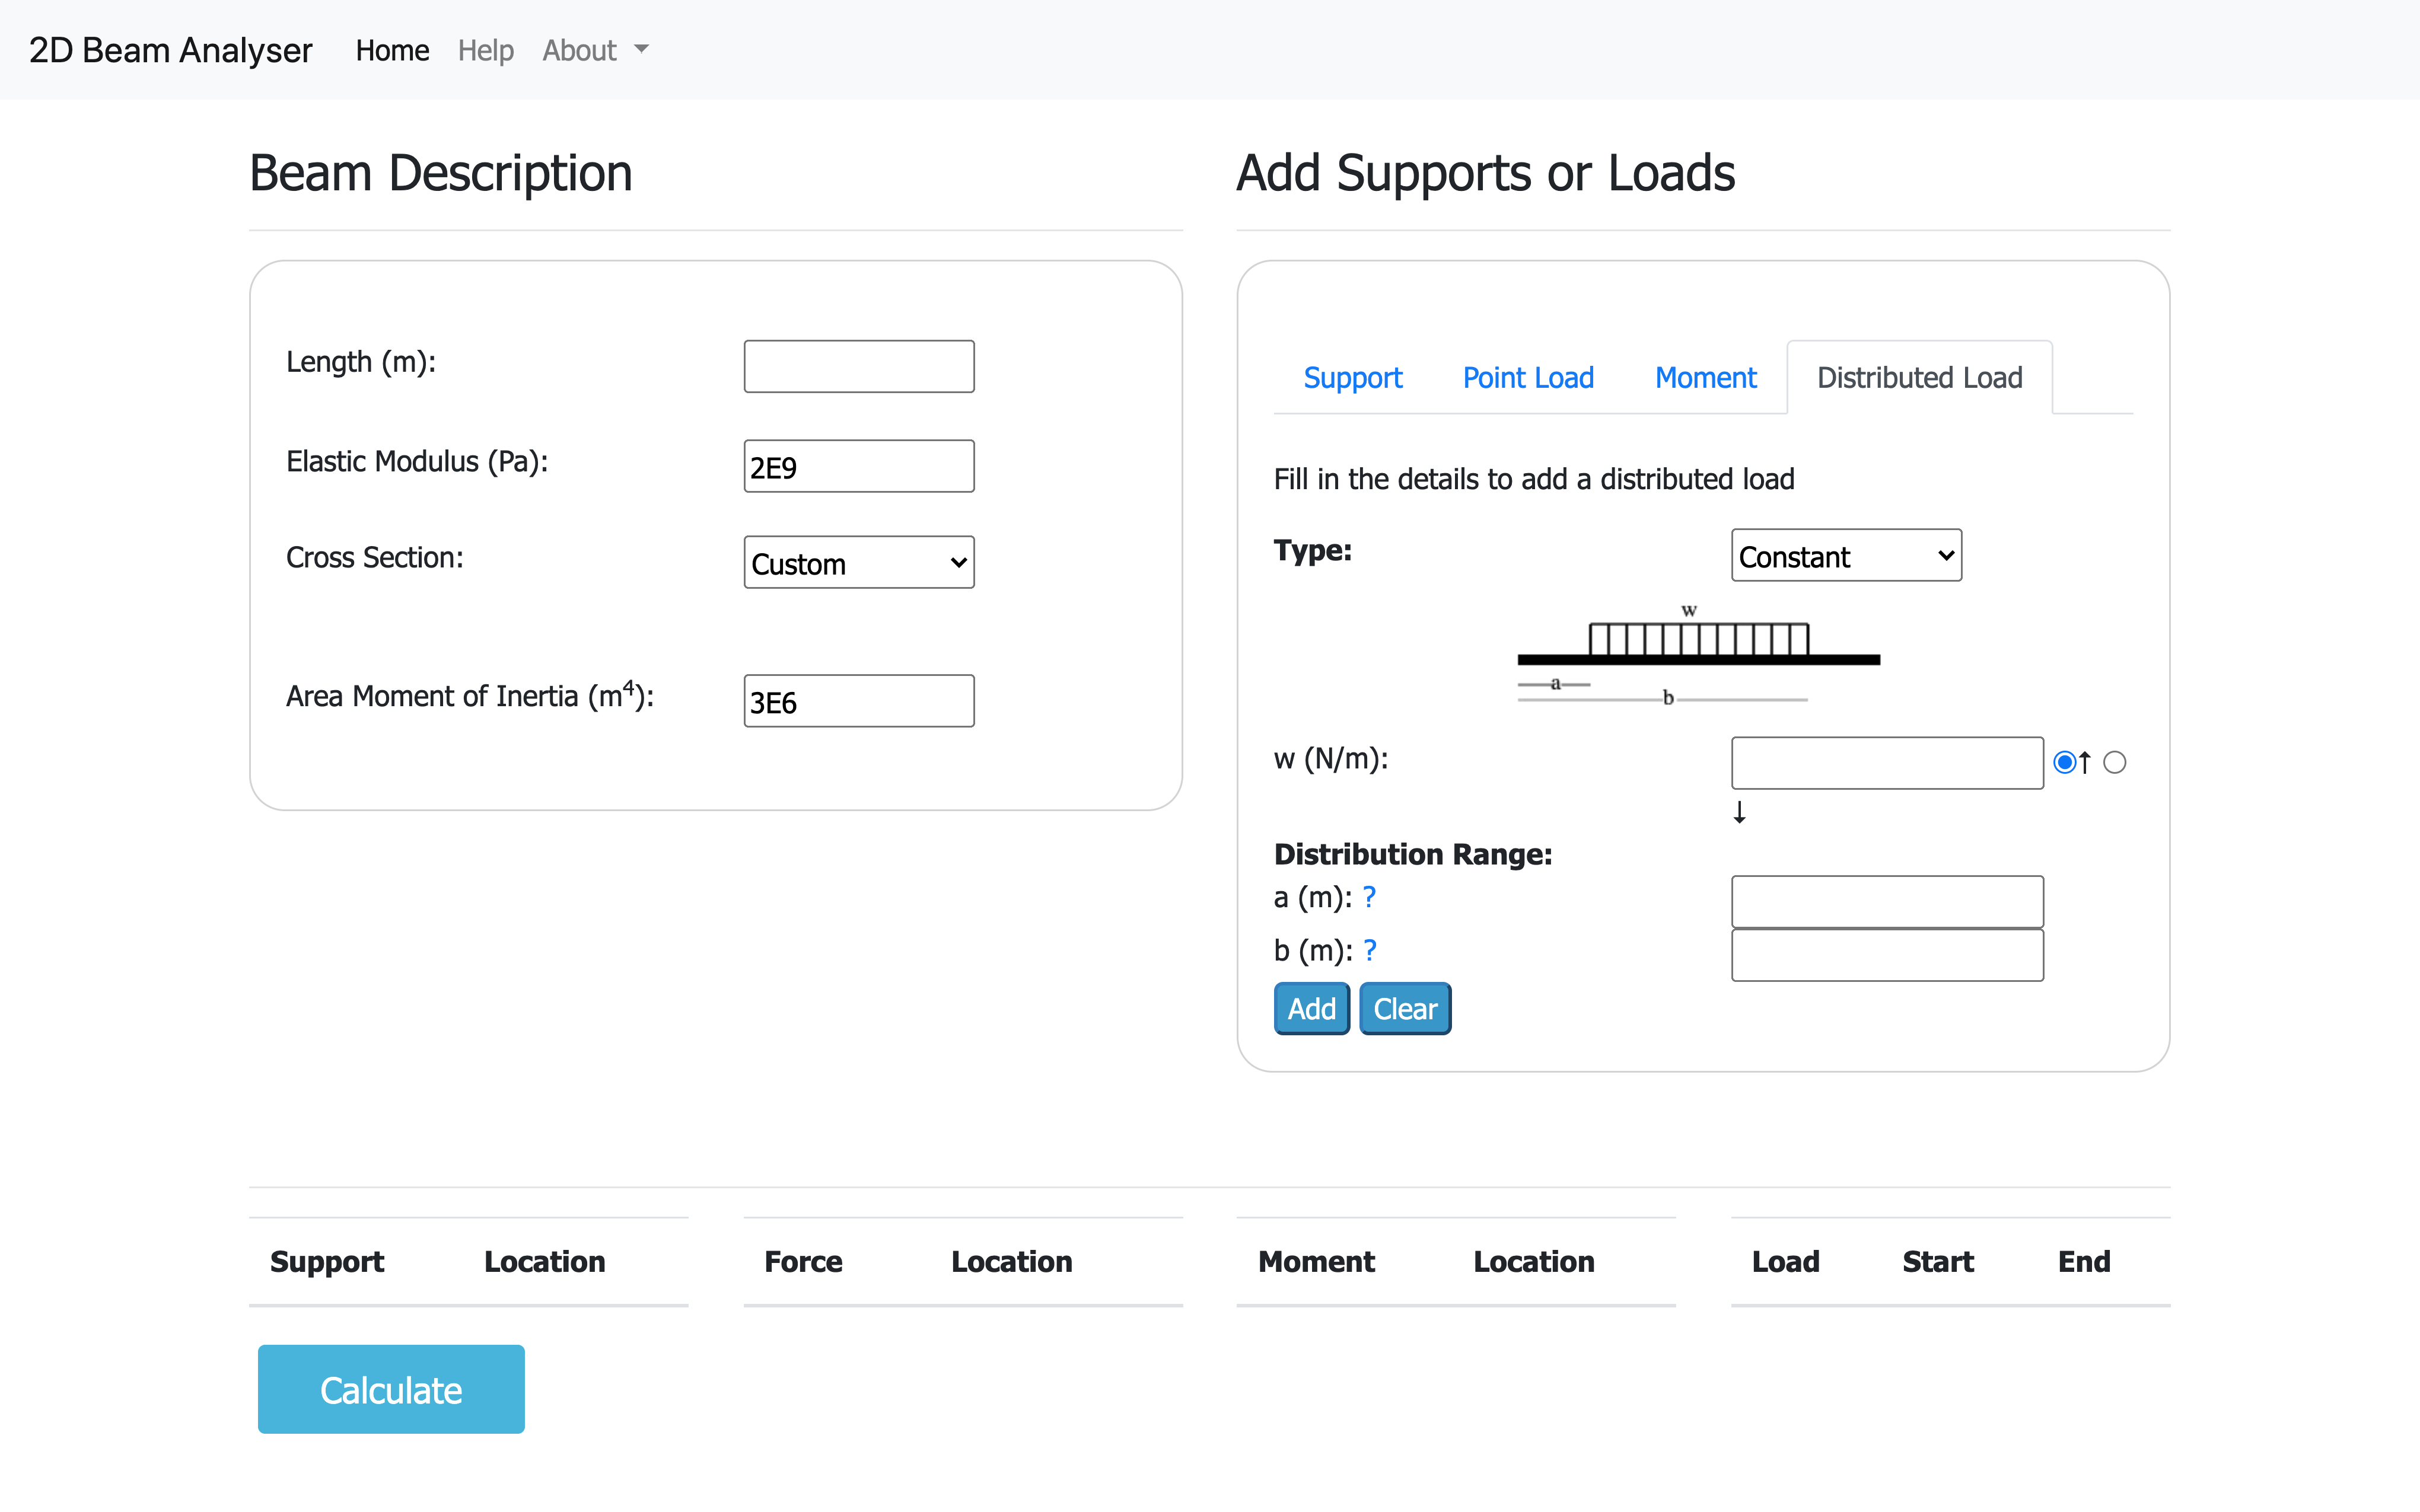 2D Beam Analyser Home Help About
Beam Description
Length (m):
Elastic Modulus (Pa): 2E9
Cross Section: Custom
Area Moment of Inertia (m⁴): 3E6
Add Supports or Loads
Support Point Load Moment Distributed Load
Fill in the details to add a distributed load
Type: Constant
w
a
b
w (N/m): ↑
↓
Distribution Range:
a (m): ?
b (m): ?
Add Clear
Support Location Force Location Moment Location Load Start End
Calculate